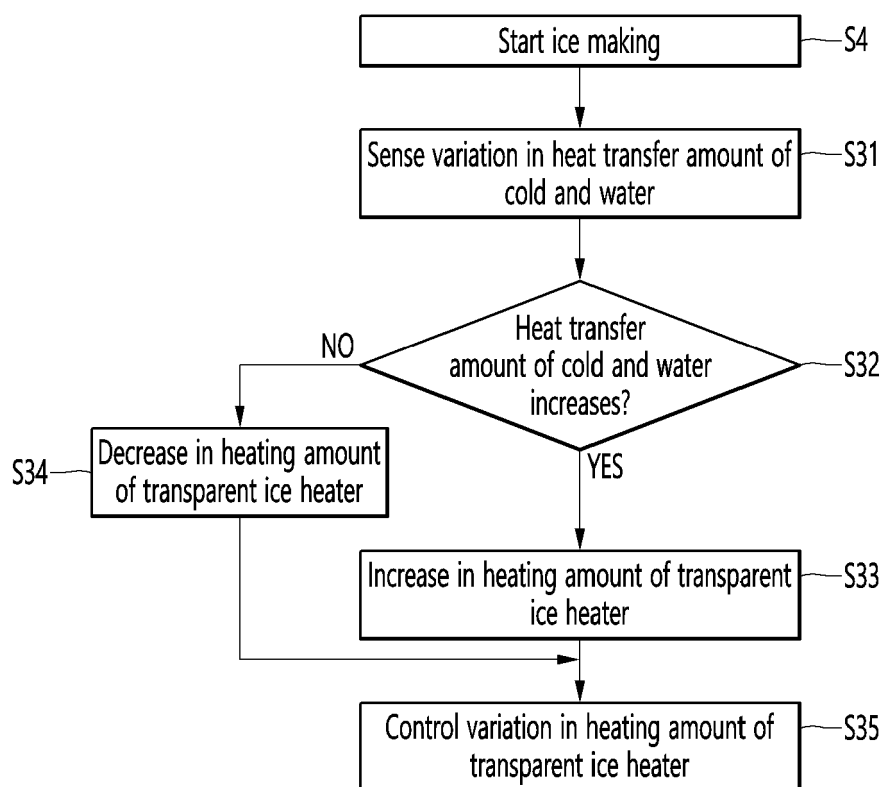 Start ice making
S4
Sense variation in heat transfer amount of
cold and water
S31
Heat transfer
amount of cold and water
increases?
S32
NO
YES
Decrease in heating amount
of transparent ice heater
S34
Increase in heating amount of transparent
ice heater
S33
Control variation in heating amount of
transparent ice heater
S35